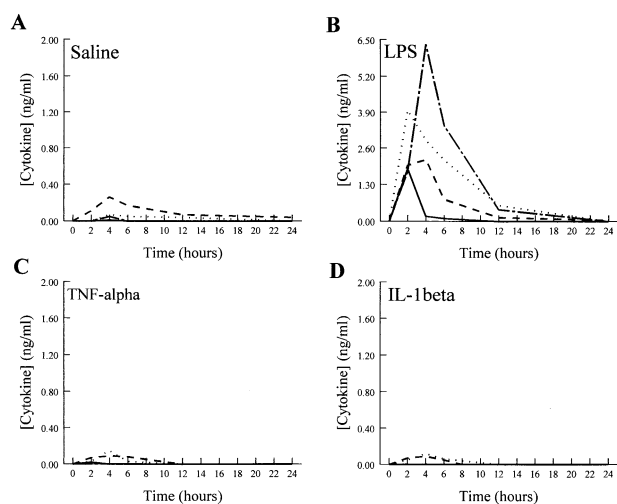 A
Saline
[Cytokine] (ng/ml)
2.00
1.60
1.20
0.80
0.40
0.00
0 2 4 6 8 10 12 14 16 18 20 22 24
Time (hours)
B
LPS
[Cytokine] (ng/ml)
6.50
5.20
3.90
2.60
1.30
0.00
0 2 4 6 8 10 12 14 16 18 20 22 24
Time (hours)
C
TNF-alpha
[Cytokine] (ng/ml)
2.00
1.60
1.20
0.80
0.40
0.00
0 2 4 6 8 10 12 14 16 18 20 22 24
Time (hours)
D
IL-1beta
[Cytokine] (ng/ml)
2.00
1.60
1.20
0.80
0.40
0.00
0 2 4 6 8 10 12 14 16 18 20 22 24
Time (hours)